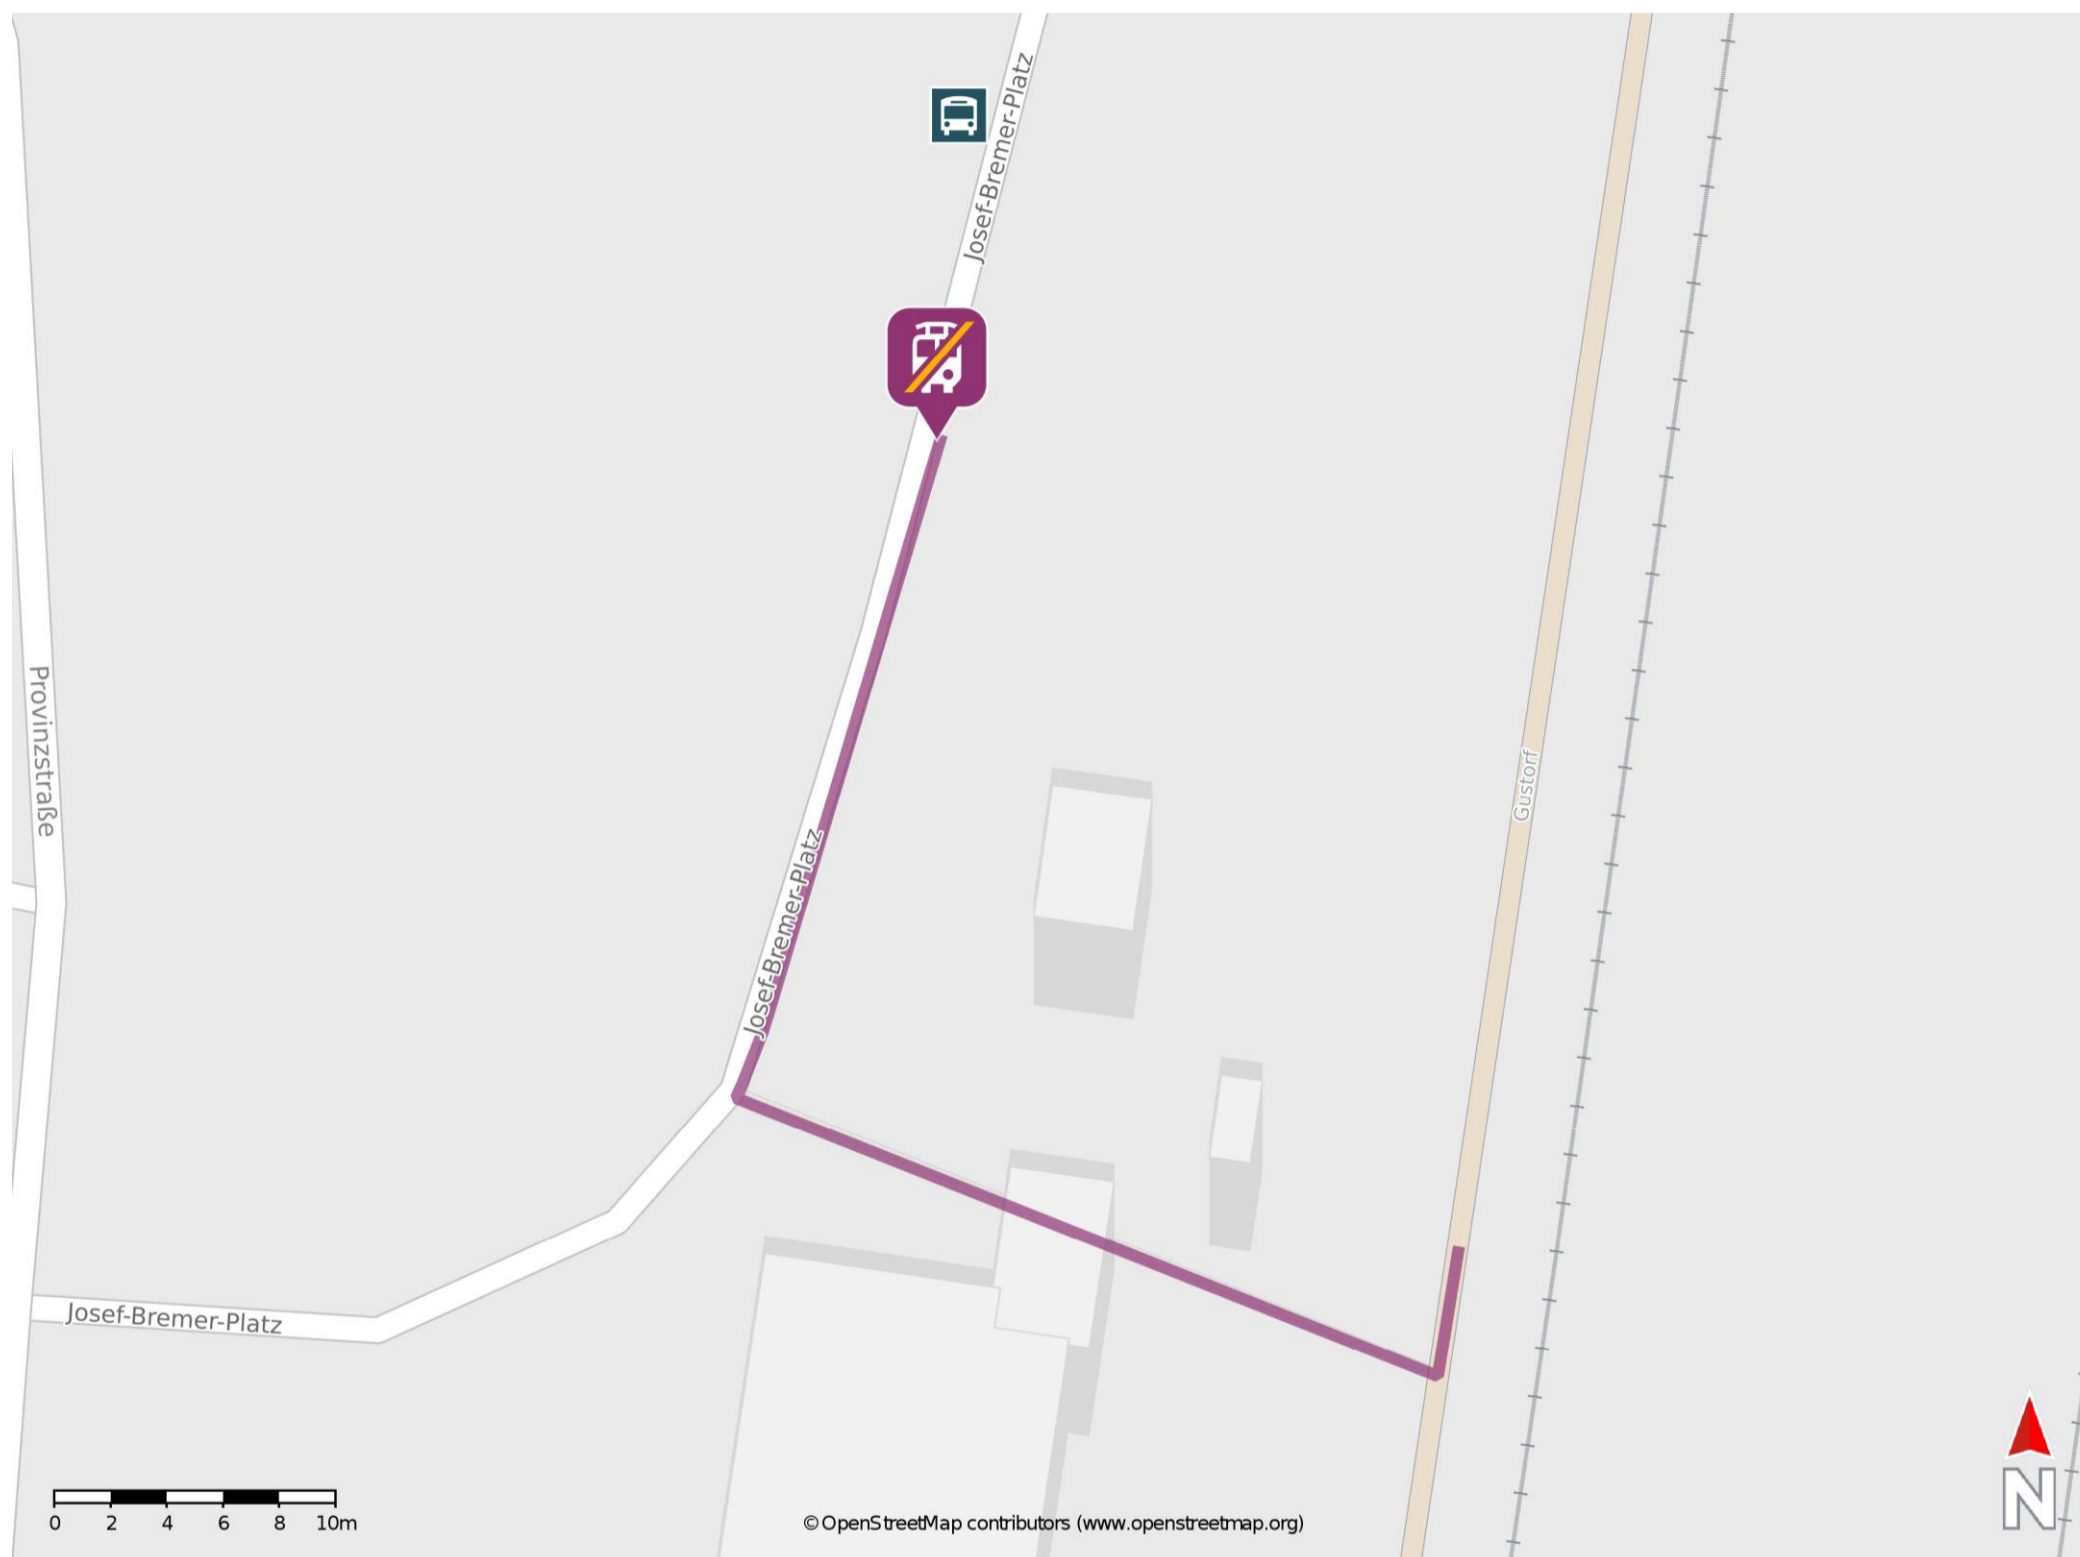 Josef-Bremer-Platz
Provinzstraße
Gustorf
Josef-Bremer-Platz
Josef-Bremer-Platz
0 2 4 6 8 10m
© OpenStreetMap contributors (www.openstreetmap.org)
N